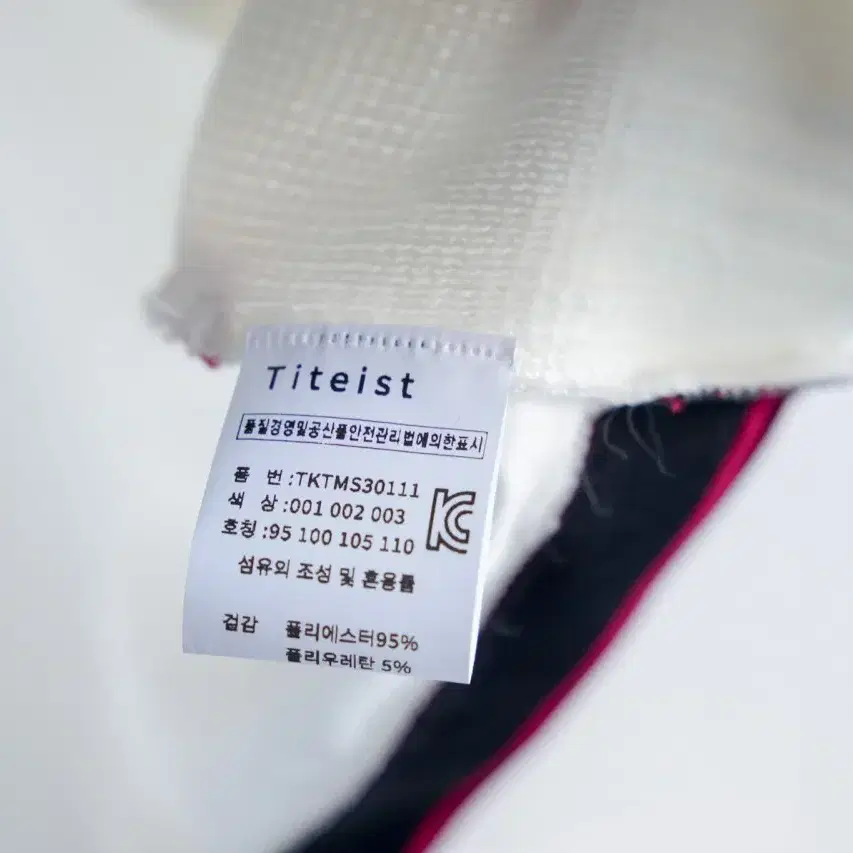 Titeist
품질경영및공산품안전관리법에의한표시
품 번 :TKTMS30111
색 상 :001 002 003
호칭 :95 100 105 110
섬유의 조성 및 혼용률
겉감 폴리에스터95%
폴리우레탄 5%